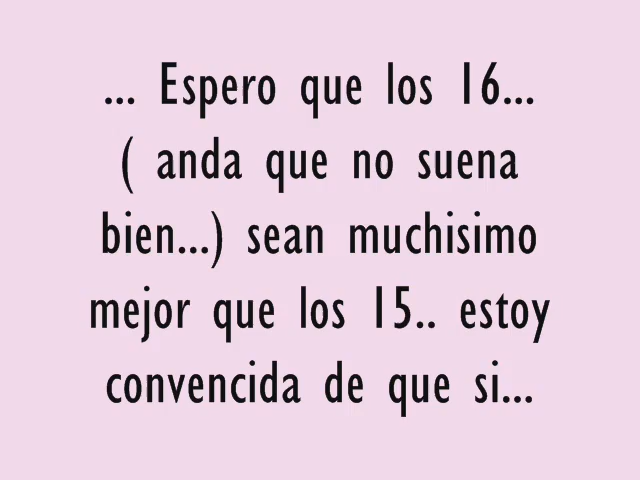 ... Espero que los 16...
( anda que no suena
bien...) sean muchisimo
mejor que los 15.. estoy
convencida de que si...